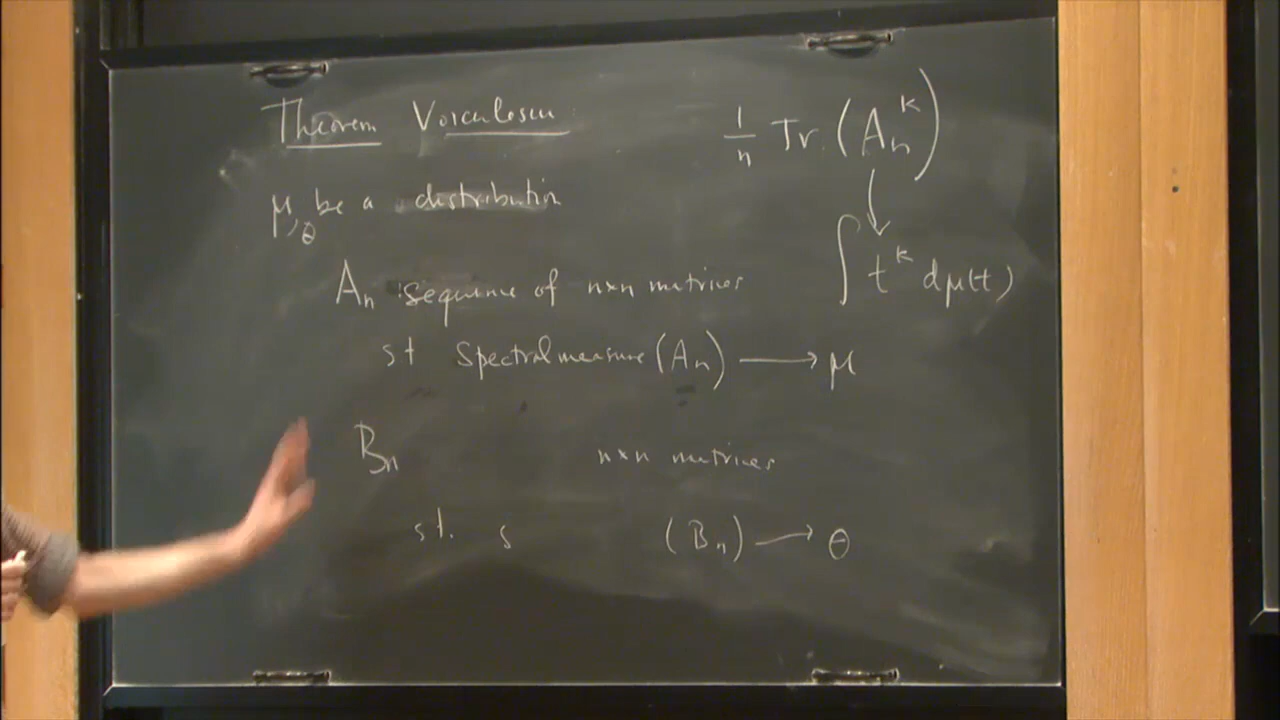 Theorem Voiculescu
μ, θ be a distribution
A_n sequence of n×n matrices
st Spectral measure (A_n) → μ
B_n n×n matrices
st. s (B_n) → θ
1/n Tr. (A_n^k)
↓
∫ t^k dμ(t)